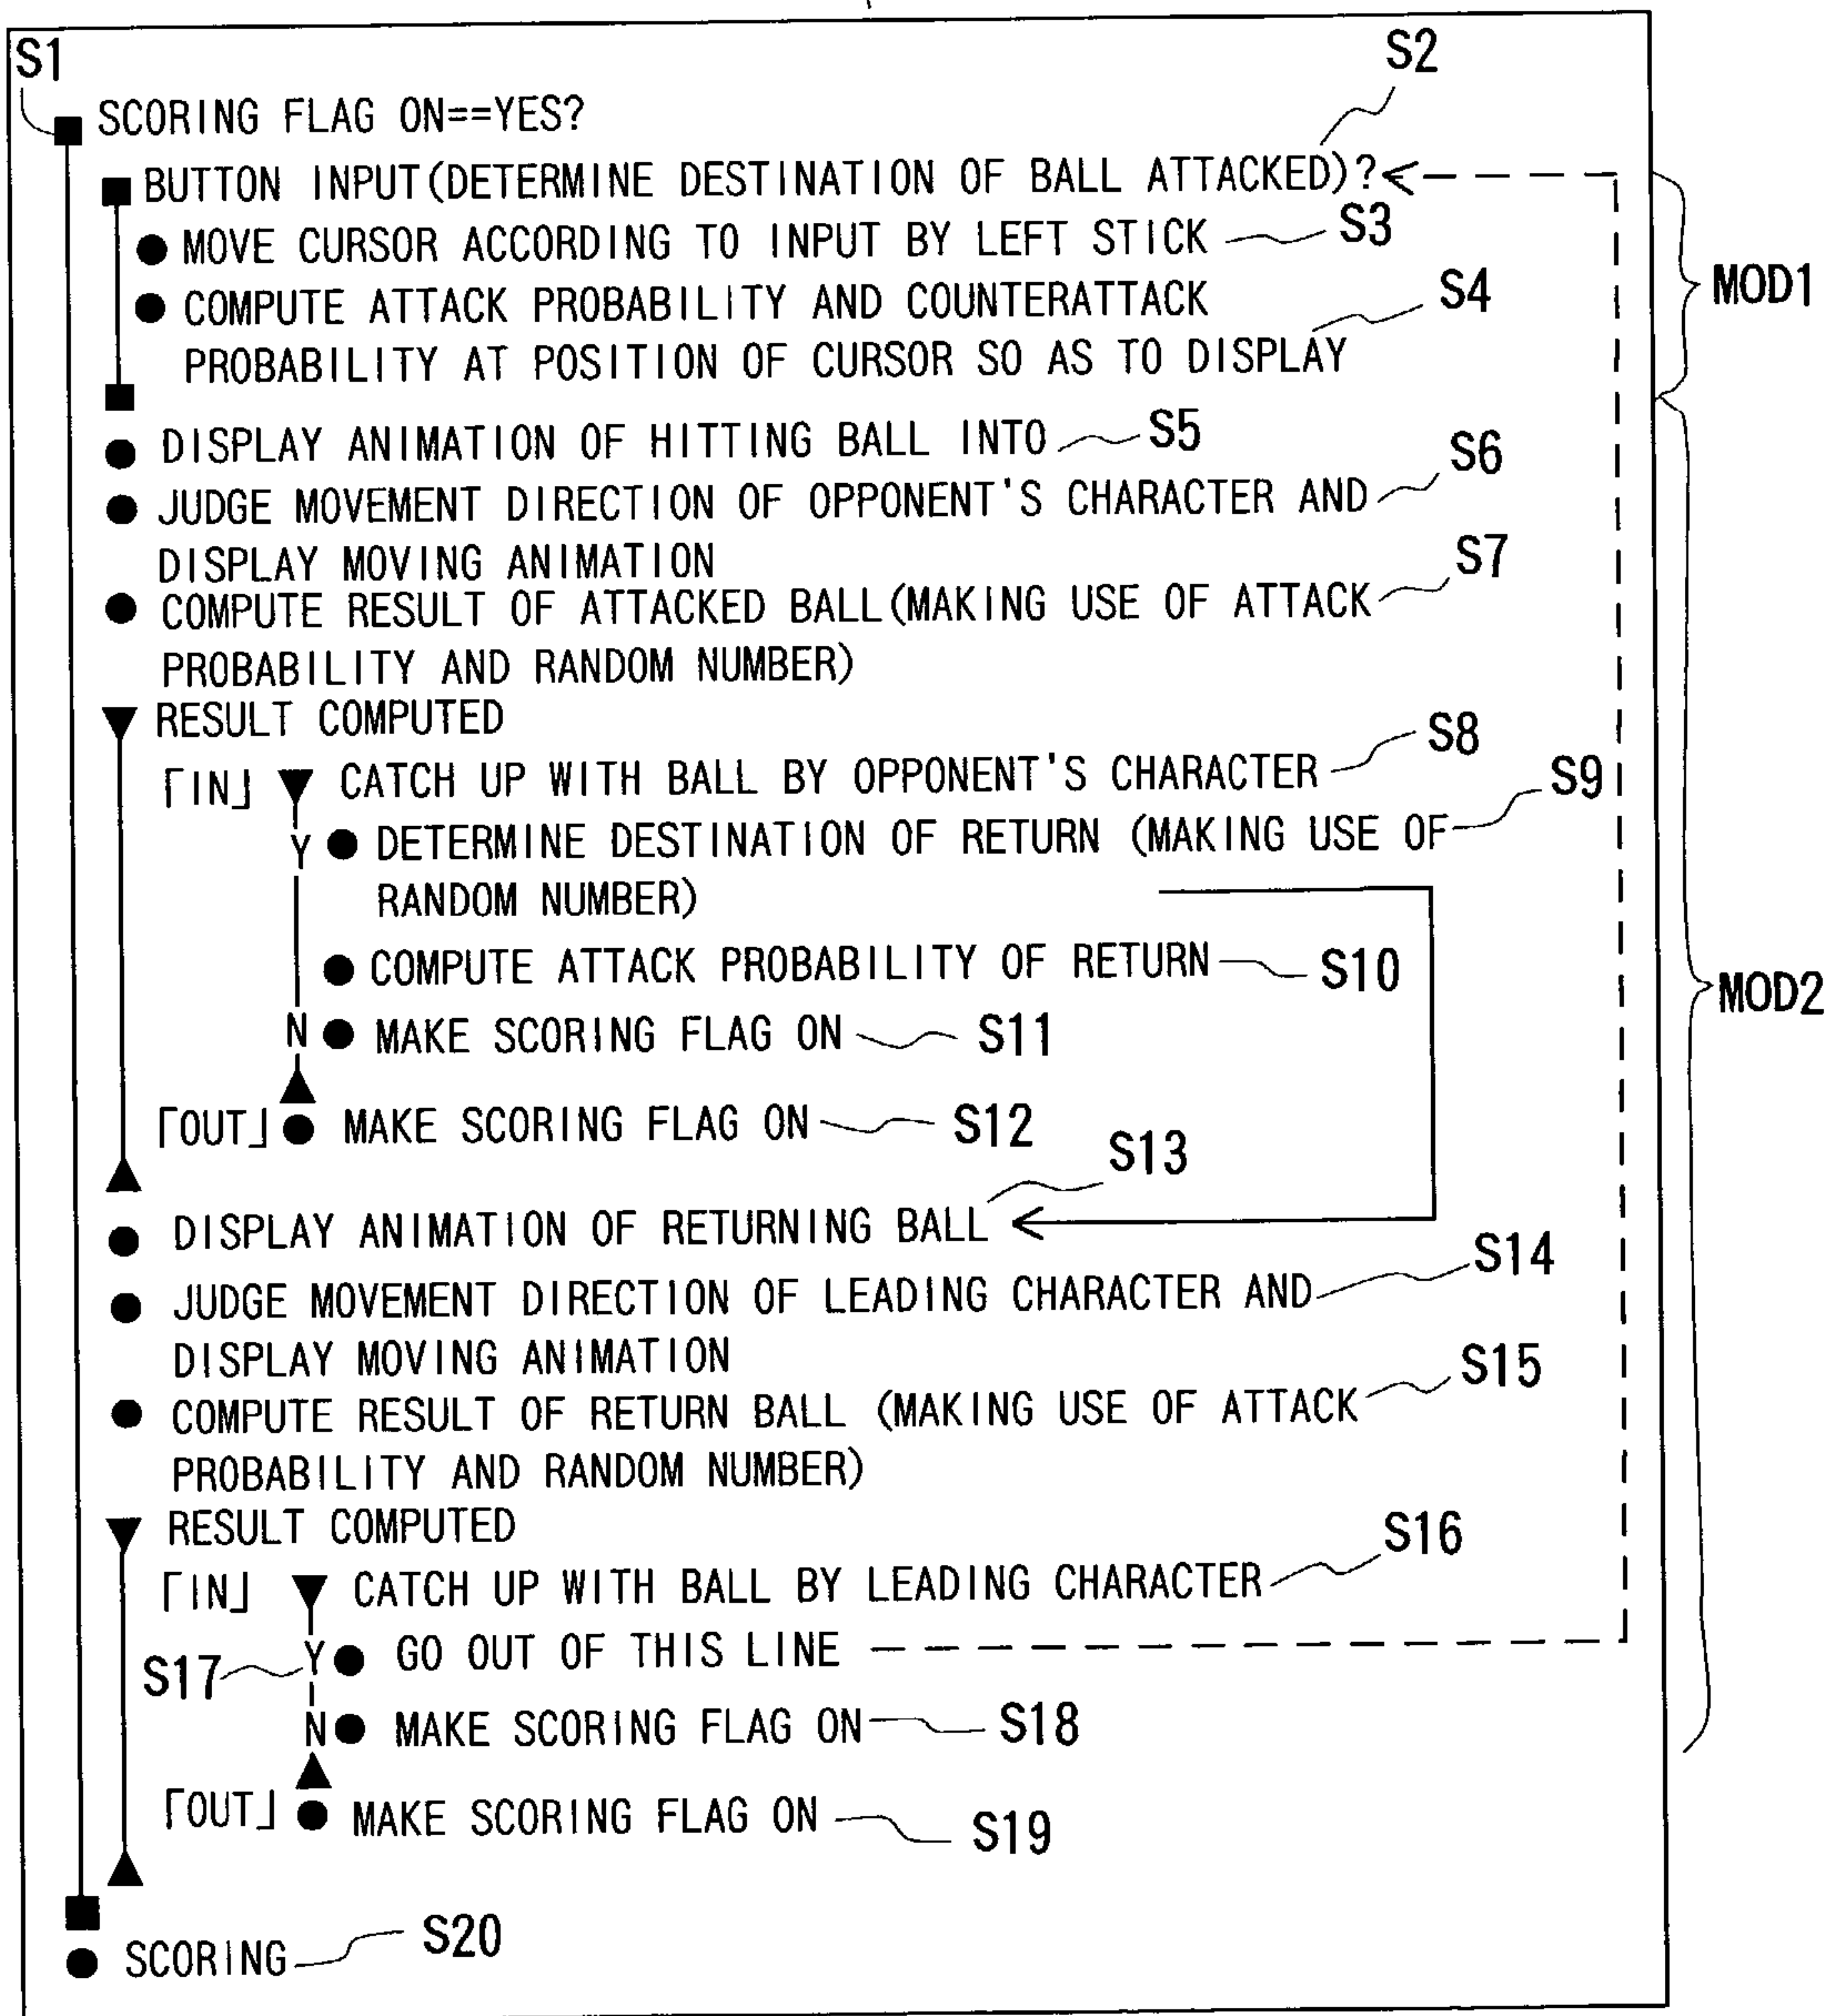 S1
S2
SCORING FLAG ON==YES?
BUTTON INPUT(DETERMINE DESTINATION OF BALL ATTACKED)?
MOVE CURSOR ACCORDING TO INPUT BY LEFT STICK S3
COMPUTE ATTACK PROBABILITY AND COUNTERATTACK S4
PROBABILITY AT POSITION OF CURSOR SO AS TO DISPLAY
MOD1
DISPLAY ANIMATION OF HITTING BALL INTO S5
JUDGE MOVEMENT DIRECTION OF OPPONENT'S CHARACTER AND S6
DISPLAY MOVING ANIMATION
COMPUTE RESULT OF ATTACKED BALL(MAKING USE OF ATTACK S7
PROBABILITY AND RANDOM NUMBER)
RESULT COMPUTED
「IN」 CATCH UP WITH BALL BY OPPONENT'S CHARACTER S8
Y DETERMINE DESTINATION OF RETURN (MAKING USE OF S9
RANDOM NUMBER)
COMPUTE ATTACK PROBABILITY OF RETURN S10
MOD2
N MAKE SCORING FLAG ON S11
「OUT」 MAKE SCORING FLAG ON S12
DISPLAY ANIMATION OF RETURNING BALL S13
JUDGE MOVEMENT DIRECTION OF LEADING CHARACTER AND S14
DISPLAY MOVING ANIMATION
COMPUTE RESULT OF RETURN BALL (MAKING USE OF ATTACK S15
PROBABILITY AND RANDOM NUMBER)
RESULT COMPUTED
「IN」 CATCH UP WITH BALL BY LEADING CHARACTER S16
S17 Y GO OUT OF THIS LINE
N MAKE SCORING FLAG ON S18
「OUT」 MAKE SCORING FLAG ON S19
SCORING S20